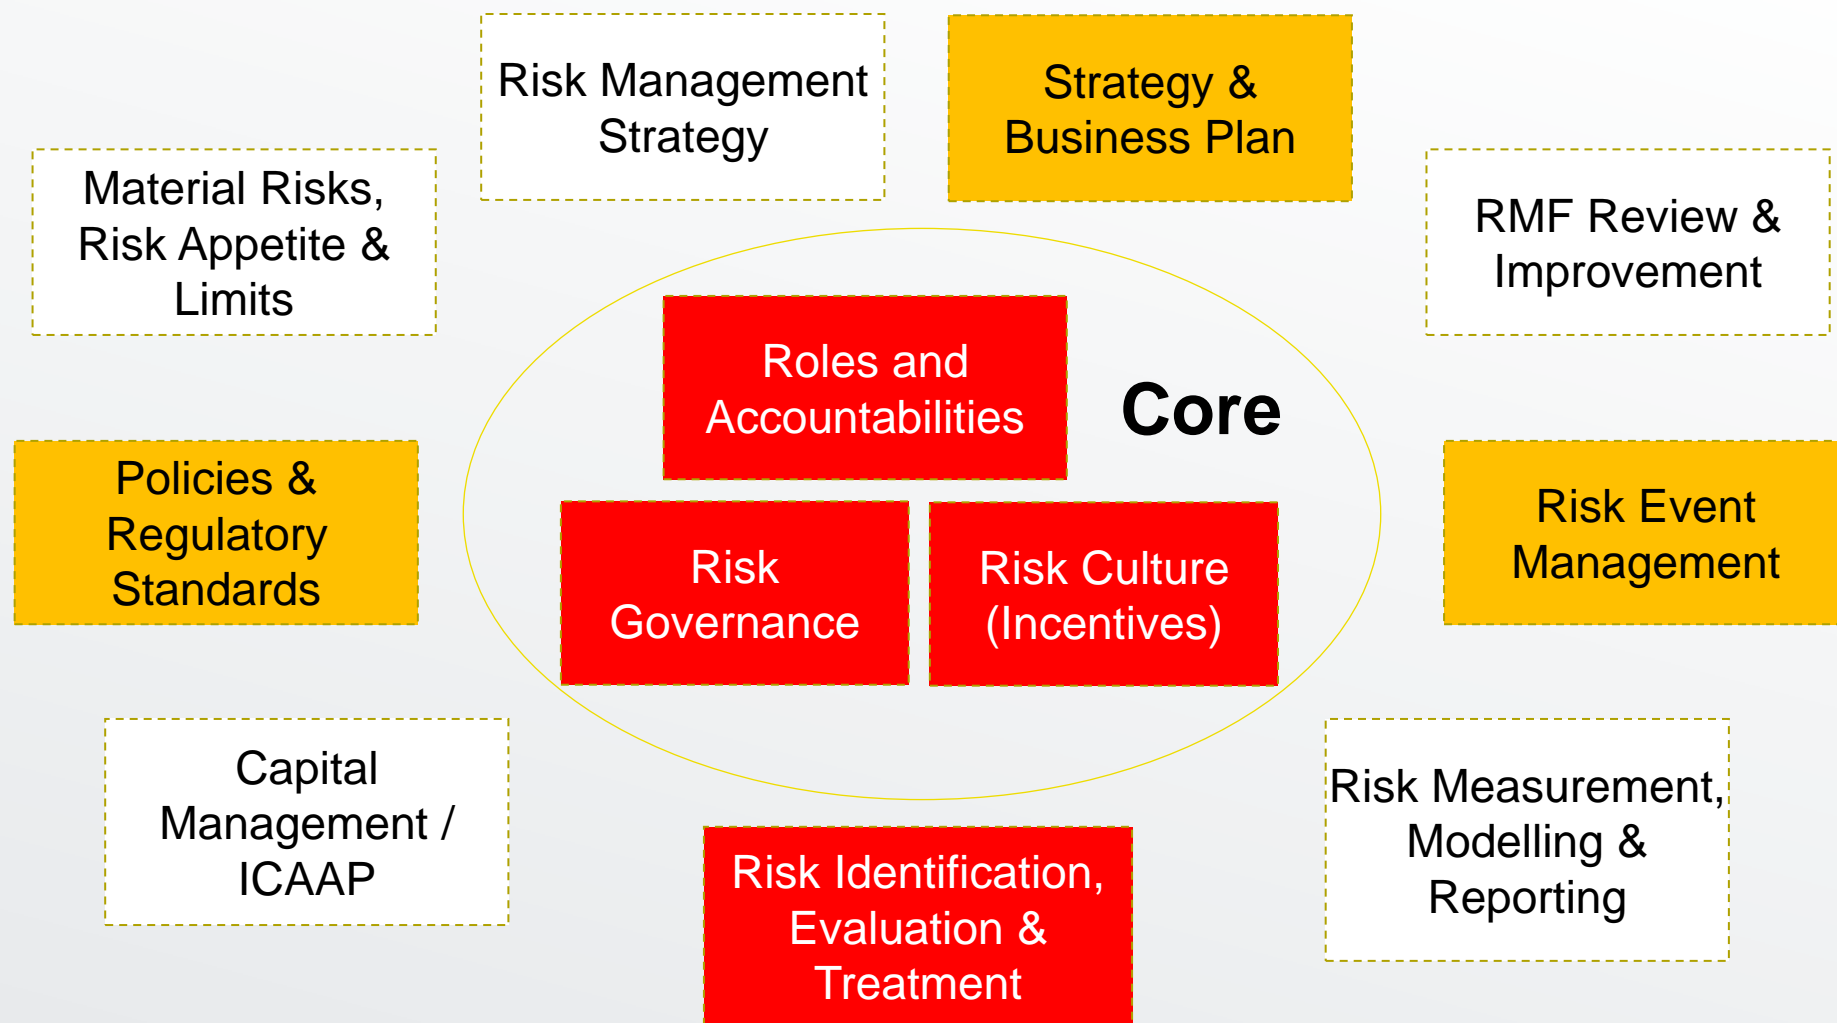 Risk Management
Strategy
Strategy &
Business Plan
Material Risks,
Risk Appetite &
Limits
RMF Review &
Improvement
Roles and
Accountabilities
Core
Policies &
Regulatory
Standards
Risk
Governance
Risk Culture
(Incentives)
Risk Event
Management
Capital
Management /
ICAAP
Risk Identification,
Evaluation &
Treatment
Risk Measurement,
Modelling &
Reporting